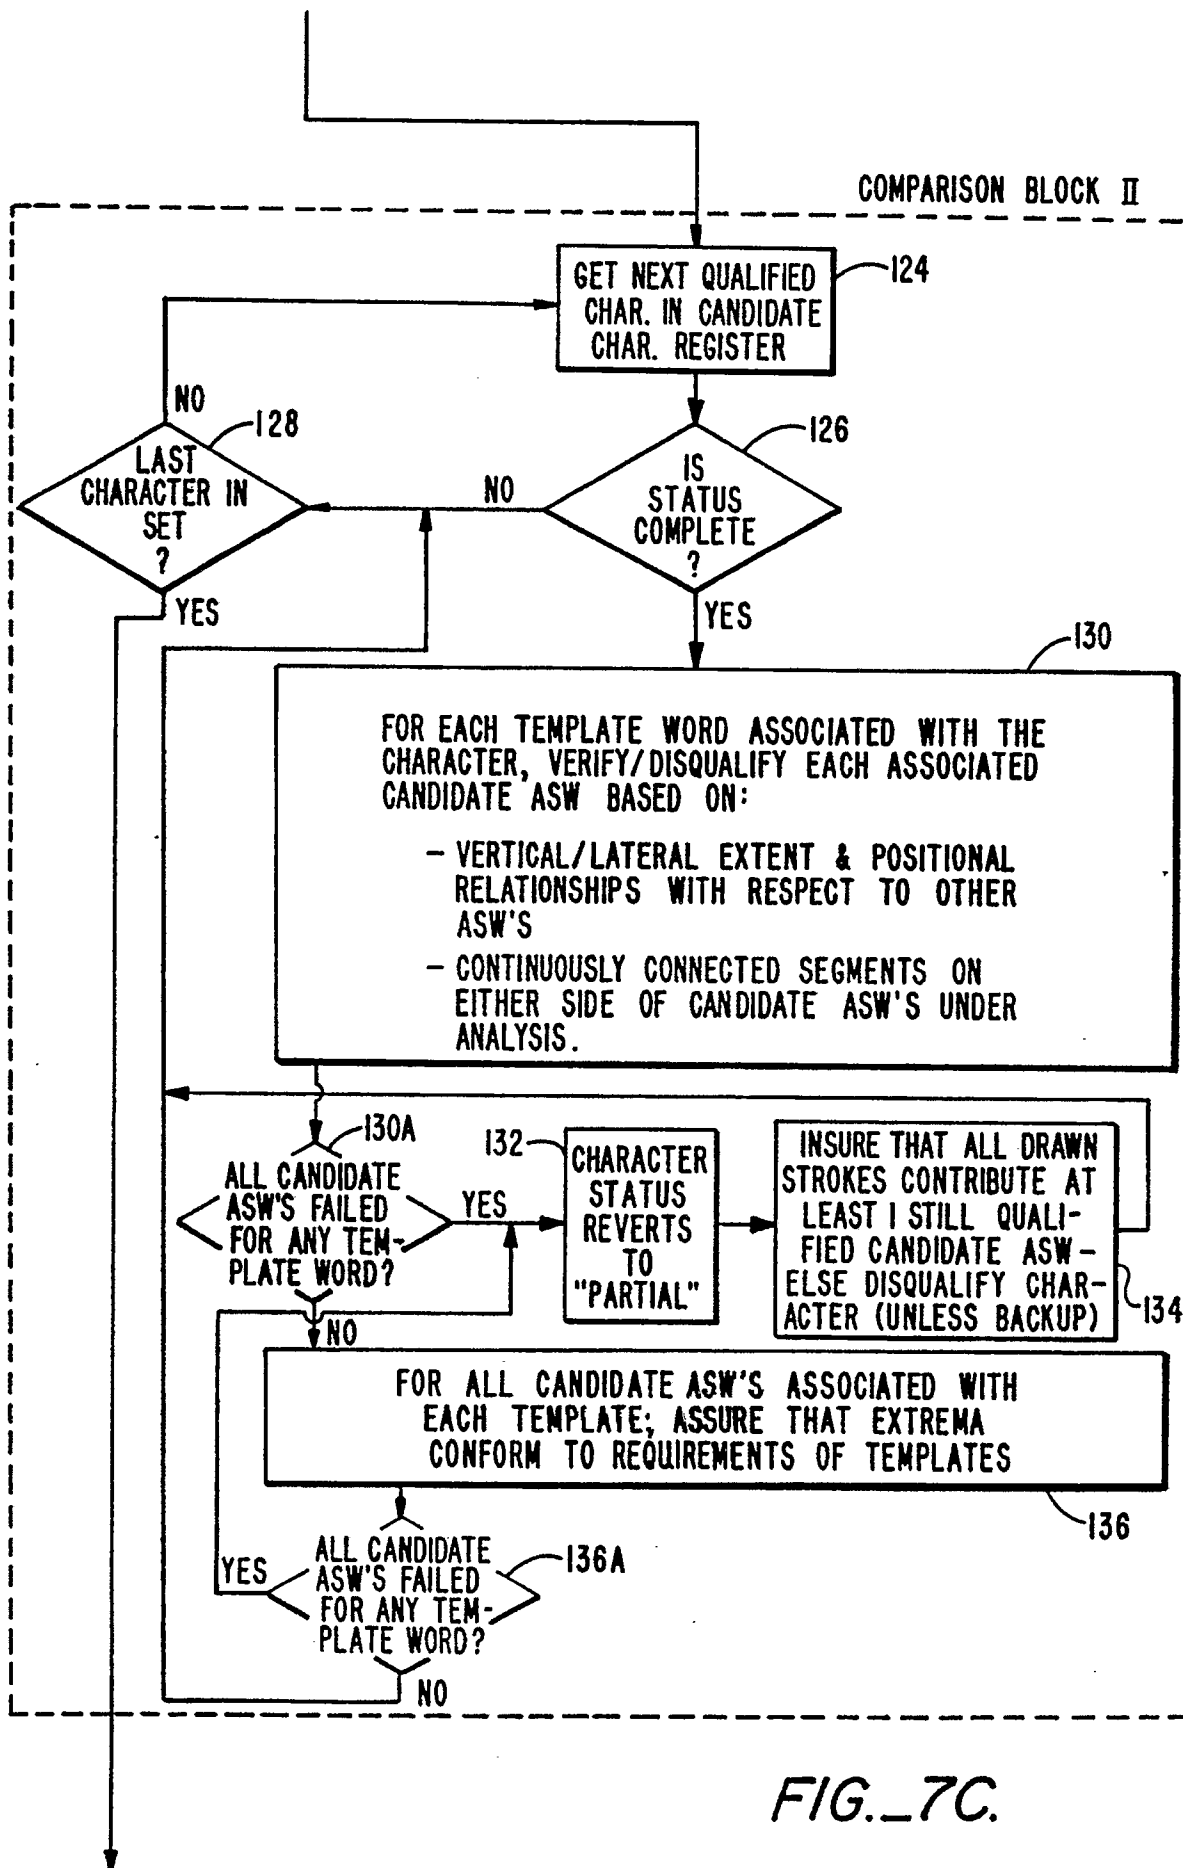 COMPARISON BLOCK II
GET NEXT QUALIFIED
CHAR. IN CANDIDATE
CHAR. REGISTER
124
NO
128
LAST
CHARACTER IN
SET
?
YES
NO
126
IS
STATUS
COMPLETE
?
YES
130
FOR EACH TEMPLATE WORD ASSOCIATED WITH THE
CHARACTER, VERIFY/DISQUALIFY EACH ASSOCIATED
CANDIDATE ASW BASED ON:
– VERTICAL/LATERAL EXTENT & POSITIONAL
RELATIONSHIPS WITH RESPECT TO OTHER
ASW'S
– CONTINUOUSLY CONNECTED SEGMENTS ON
EITHER SIDE OF CANDIDATE ASW'S UNDER
ANALYSIS.
130A
ALL CANDIDATE
ASW'S FAILED
FOR ANY TEM-
PLATE WORD?
YES
NO
132
CHARACTER
STATUS
REVERTS
TO
"PARTIAL"
INSURE THAT ALL DRAWN
STROKES CONTRIBUTE AT
LEAST 1 STILL QUALI-
FIED CANDIDATE ASW–
ELSE DISQUALIFY CHAR-
ACTER (UNLESS BACKUP)
134
FOR ALL CANDIDATE ASW'S ASSOCIATED WITH
EACH TEMPLATE; ASSURE THAT EXTREMA
CONFORM TO REQUIREMENTS OF TEMPLATES
136
YES
ALL CANDIDATE
ASW'S FAILED
FOR ANY TEM-
PLATE WORD?
136A
NO
FIG._7C.